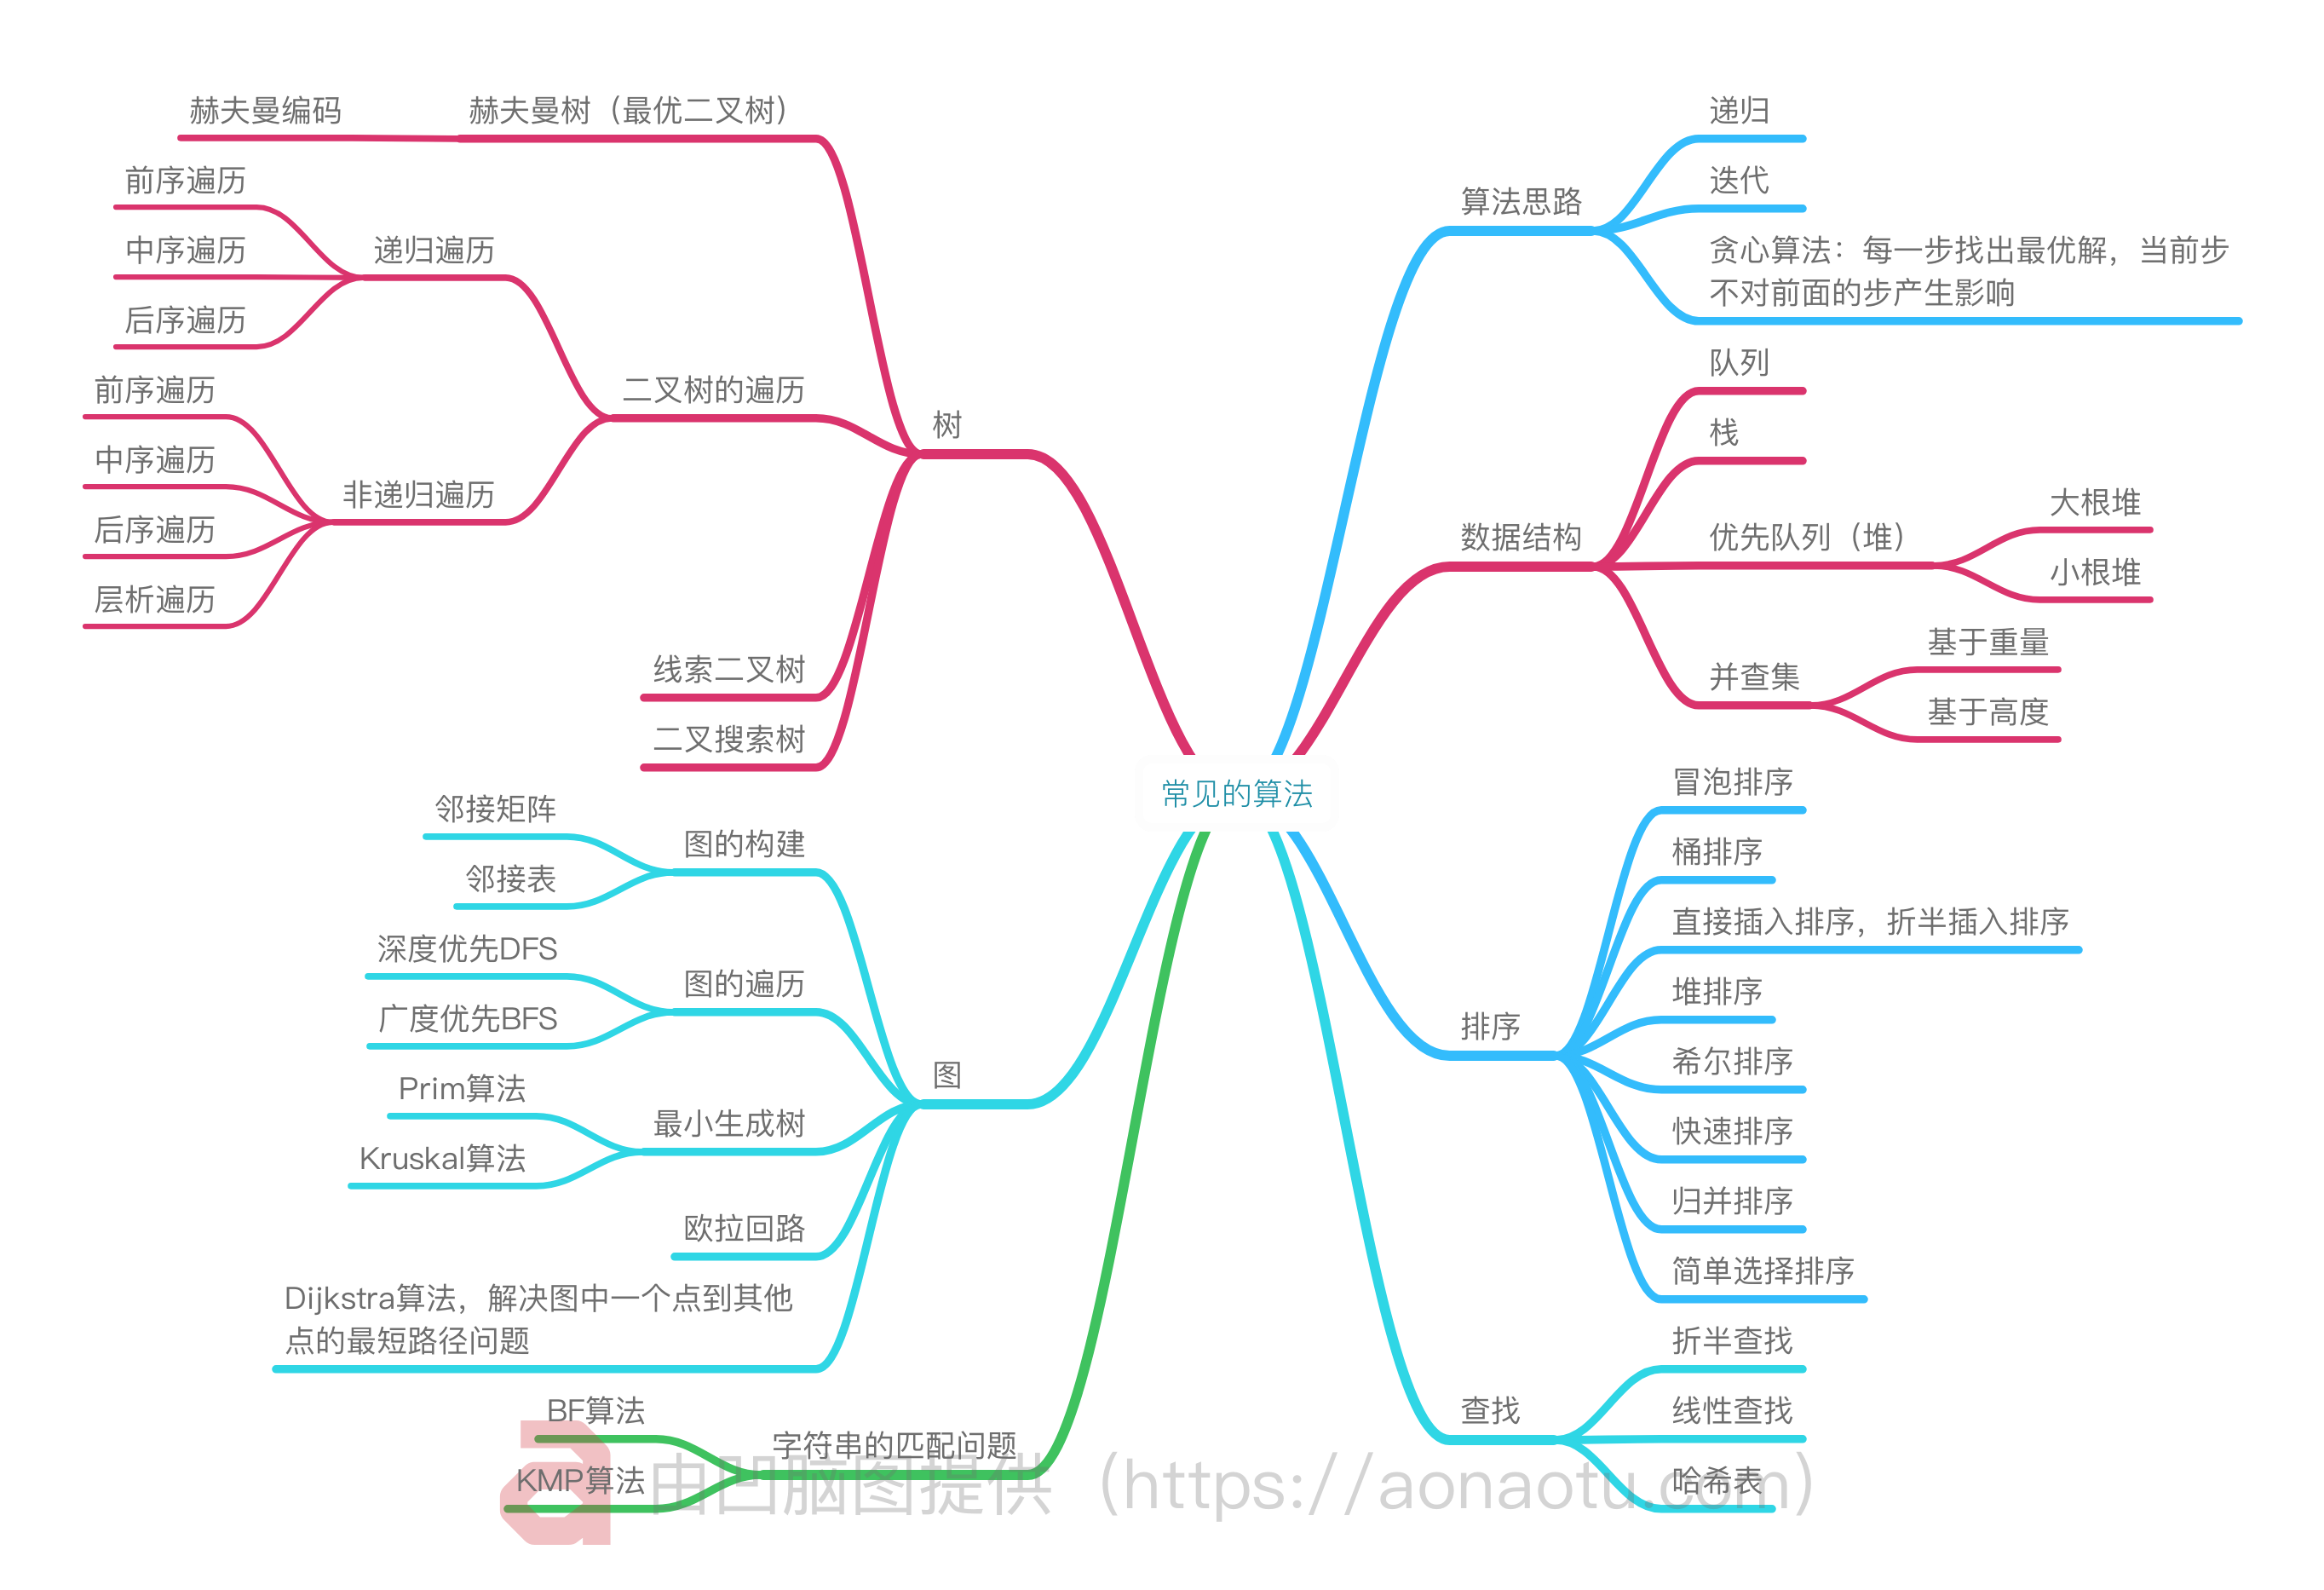 常见的算法
算法思路
递归
迭代
贪心算法：每一步找出最优解，当前步
不对前面的步产生影响
数据结构
队列
栈
优先队列（堆）
大根堆
小根堆
并查集
基于重量
基于高度
排序
冒泡排序
桶排序
直接插入排序，折半插入排序
堆排序
希尔排序
快速排序
归并排序
简单选择排序
查找
折半查找
线性查找
哈希表
树
赫夫曼树（最优二叉树）
赫夫曼编码
二叉树的遍历
递归遍历
前序遍历
中序遍历
后序遍历
非递归遍历
前序遍历
中序遍历
后序遍历
层析遍历
线索二叉树
二叉搜索树
图
图的构建
邻接矩阵
邻接表
图的遍历
深度优先DFS
广度优先BFS
最小生成树
Prim算法
Kruskal算法
欧拉回路
Dijkstra算法，解决图中一个点到其他
点的最短路径问题
字符串的匹配问题
BF算法
KMP算法
由凹脑图提供（https://aonaotu.com）